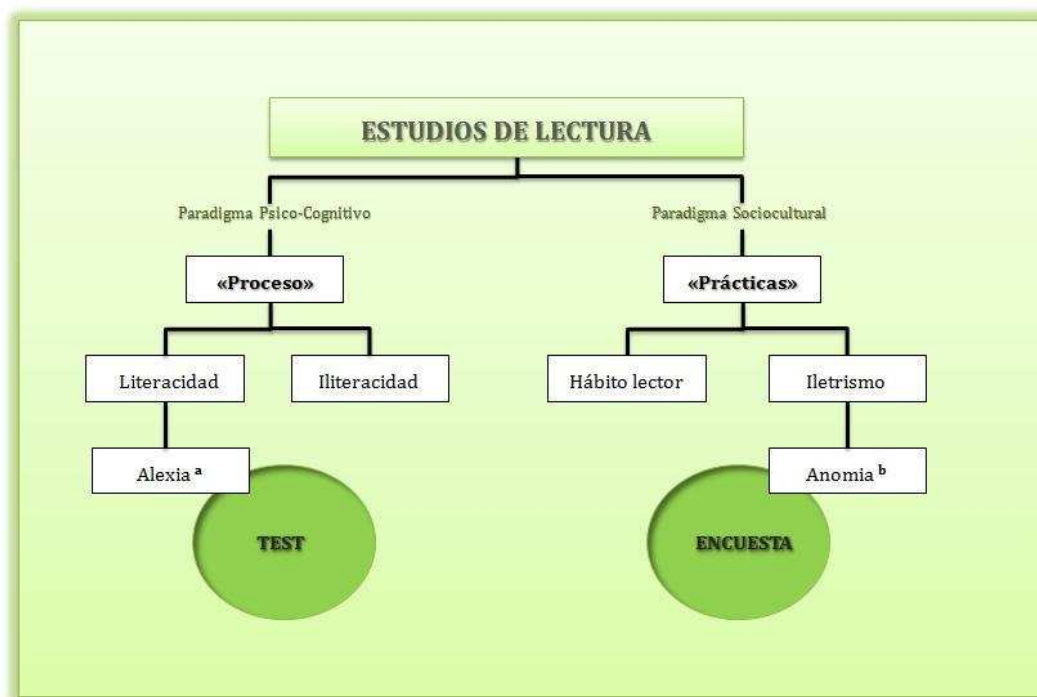 ESTUDIOS DE LECTURA
Paradigma Psico-Cognitivo
Paradigma Sociocultural
«Proceso»
«Prácticas»
Literacidad
Iliteracidad
Hábito lector
Iletrismo
Alexia a
Anomia b
TEST
ENCUESTA